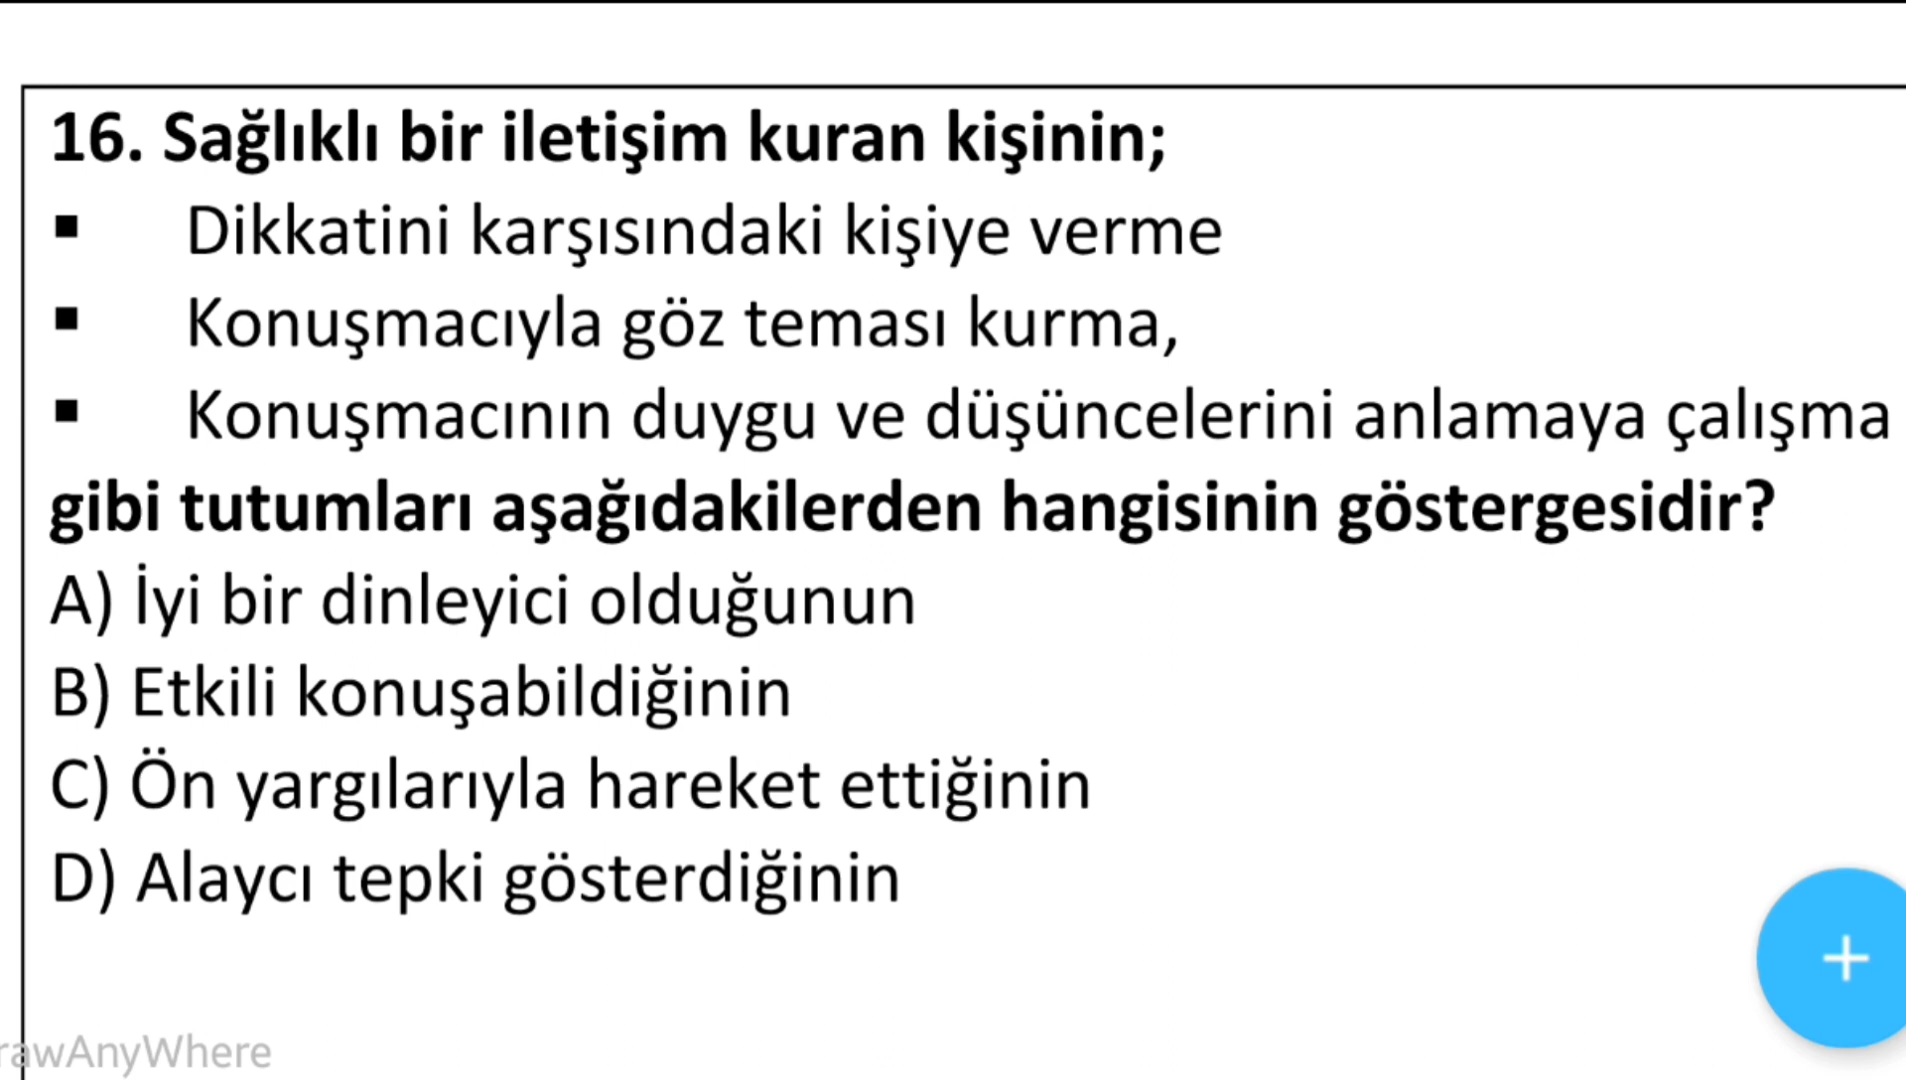 16. Sağlıklı bir iletişim kuran kişinin;
▪ Dikkatini karşısındaki kişiye verme
▪ Konuşmacıyla göz teması kurma,
▪ Konuşmacının duygu ve düşüncelerini anlamaya çalışma
gibi tutumları aşağıdakilerden hangisinin göstergesidir?
A) İyi bir dinleyici olduğunun
B) Etkili konuşabildiğinin
C) Ön yargılarıyla hareket ettiğinin
D) Alaycı tepki gösterdiğinin
+
rawAnyWhere